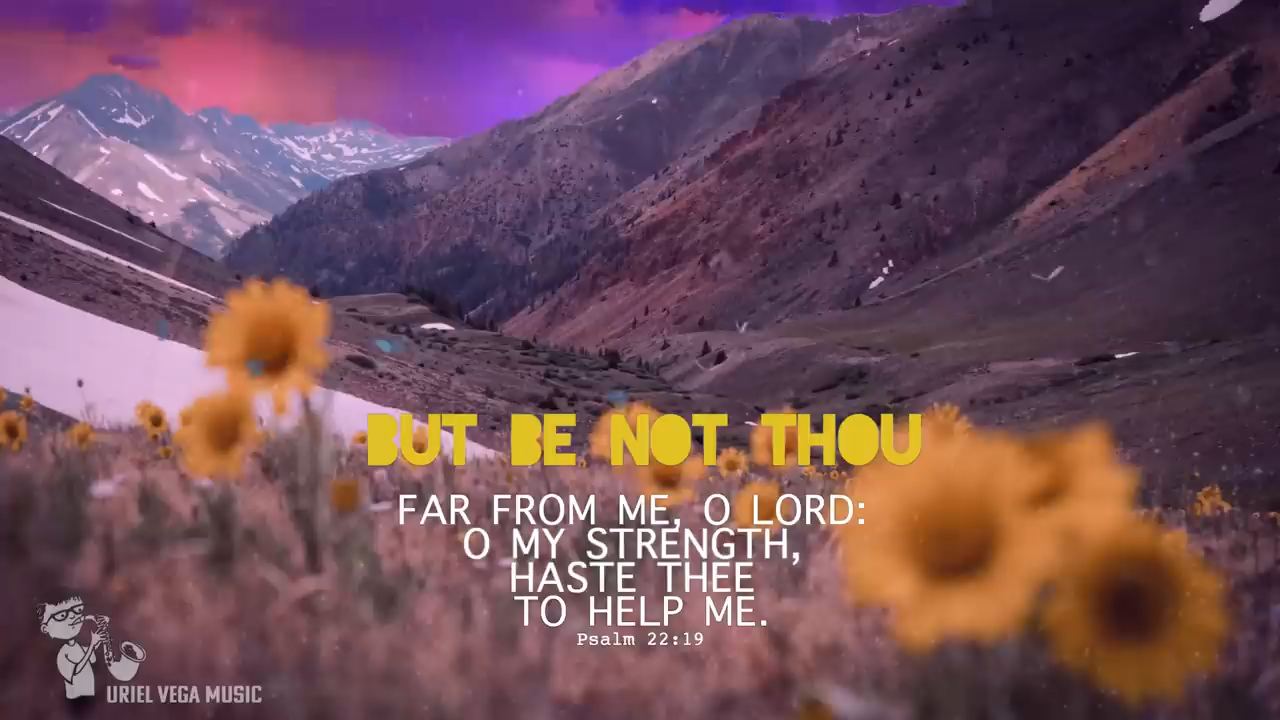 BUT BE NOT THOU
FAR FROM ME, O LORD:
O MY STRENGTH,
HASTE THEE
TO HELP ME.
Psalm 22:19
URIEL VEGA MUSIC